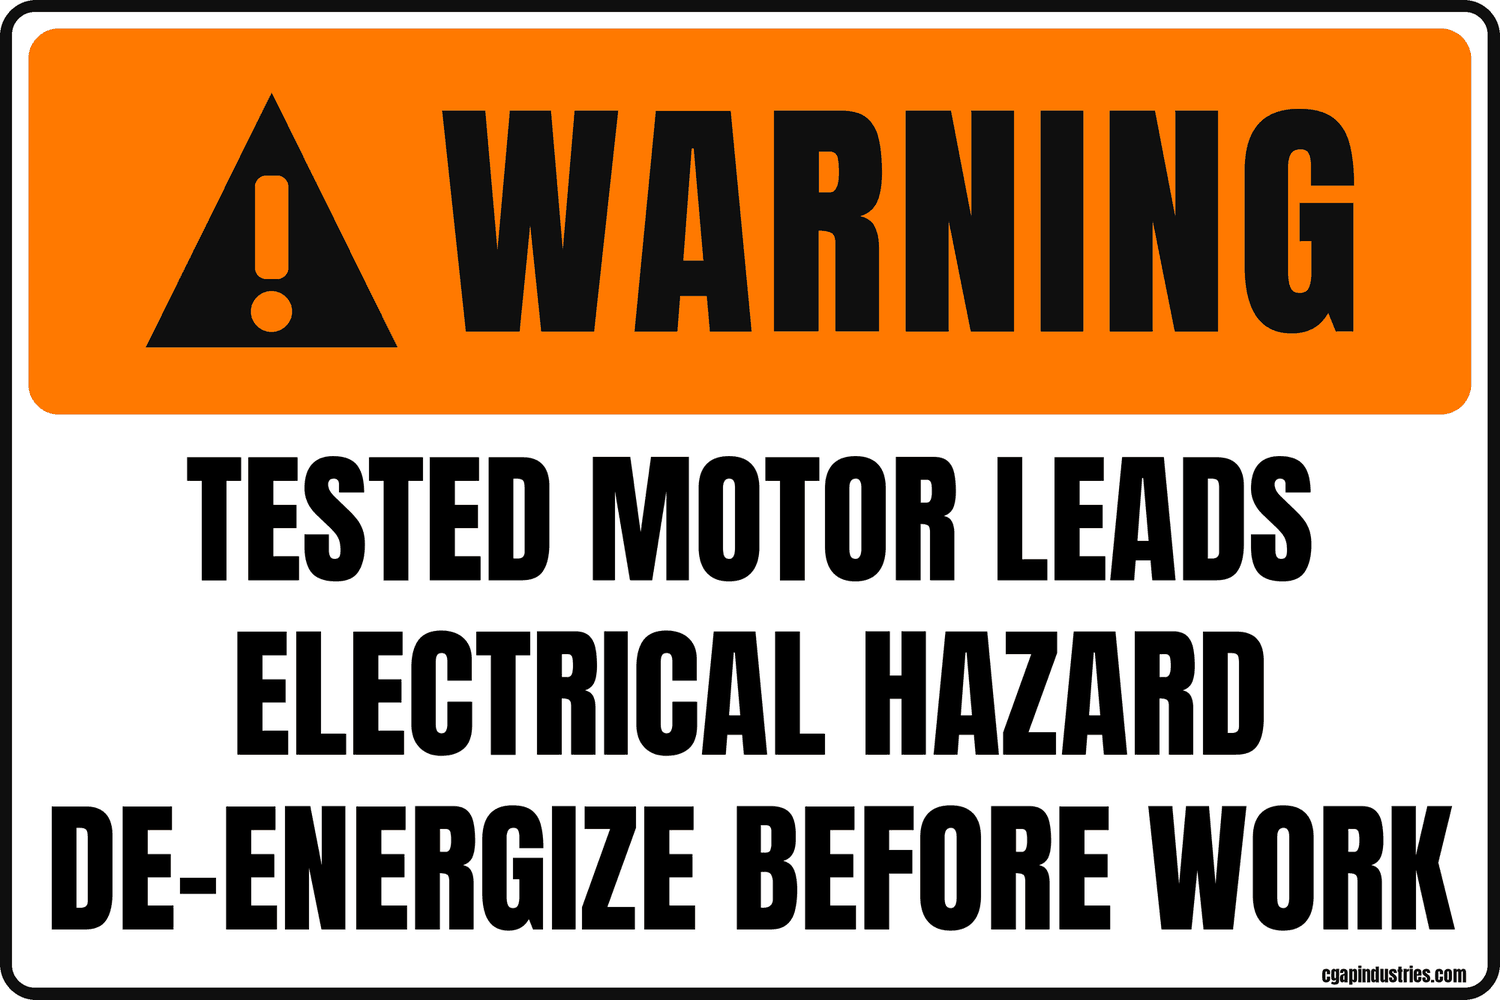 WARNING
TESTED MOTOR LEADS
ELECTRICAL HAZARD
DE-ENERGIZE BEFORE WORK
cgapindustries.com